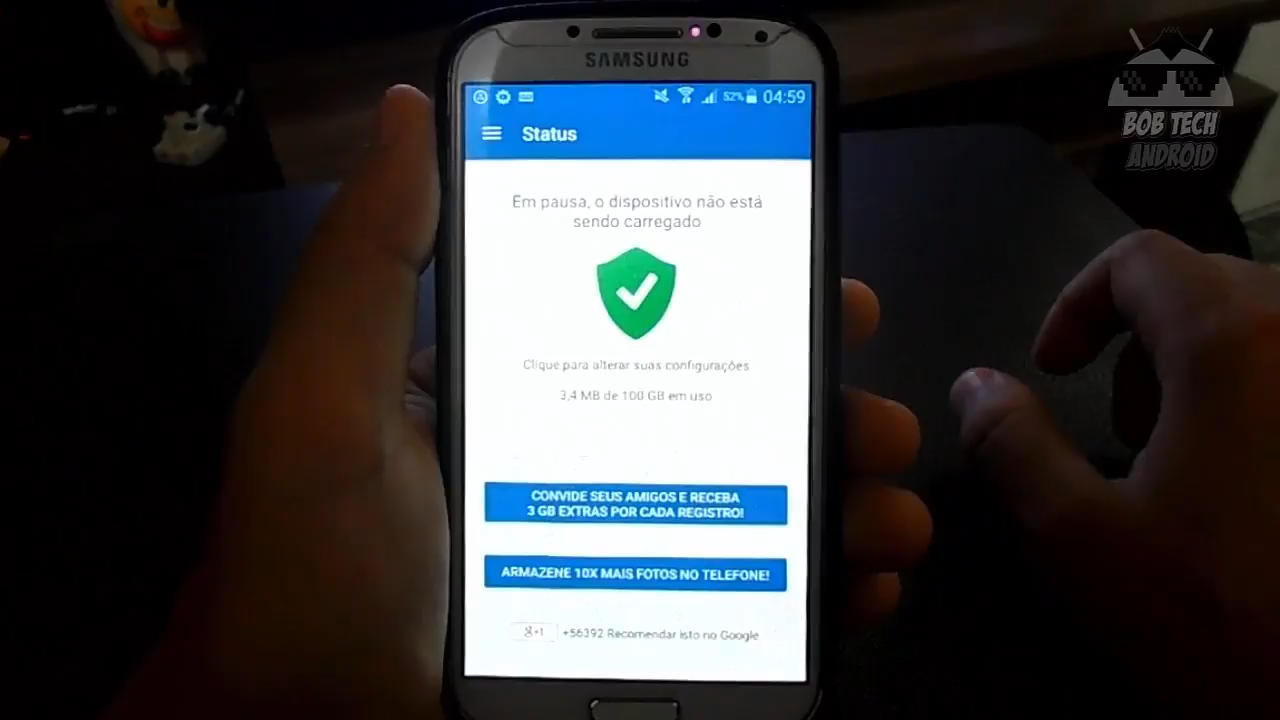 SAMSUNG
52% 04:59
Status
Em pausa, o dispositivo não está
sendo carregado
Clique para alterar suas configurações
3,4 MB de 100 GB em uso
CONVIDE SEUS AMIGOS E RECEBA
3 GB EXTRAS POR CADA REGISTRO!
ARMAZENE 10X MAIS FOTOS NO TELEFONE!
g+1 +56392 Recomendar isto no Google
BOB TECH
ANDROID